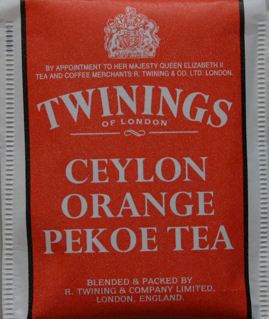 BY APPOINTMENT TO HER MAJESTY QUEEN ELIZABETH II
TEA AND COFFEE MERCHANTS R. TWINING & CO. LTD. LONDON.
TWININGS
OF LONDON
CEYLON
ORANGE
PEKOE TEA
BLENDED & PACKED BY
R. TWINING & COMPANY LIMITED,
LONDON, ENGLAND.